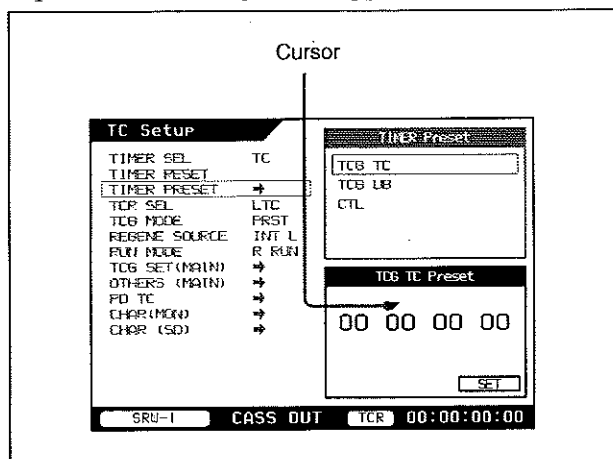 Cursor
TC Setup
TIMER SEL TC
TIMER RESET
TIMER PRESET ➔
TCR SEL LTC
TCG MODE PRST
REGENE SOURCE INT L
RUN MODE R RUN
TCG SET(MAIN) ➔
OTHERS (MAIN) ➔
PD TC ➔
CHAR(MON) ➔
CHAR (SD) ➔
TIMER Preset
TCG TC
TCG UB
CTL
TCG TC Preset
00 00 00 00
SET
SRW-1 CASS OUT TCR 00:00:00:00